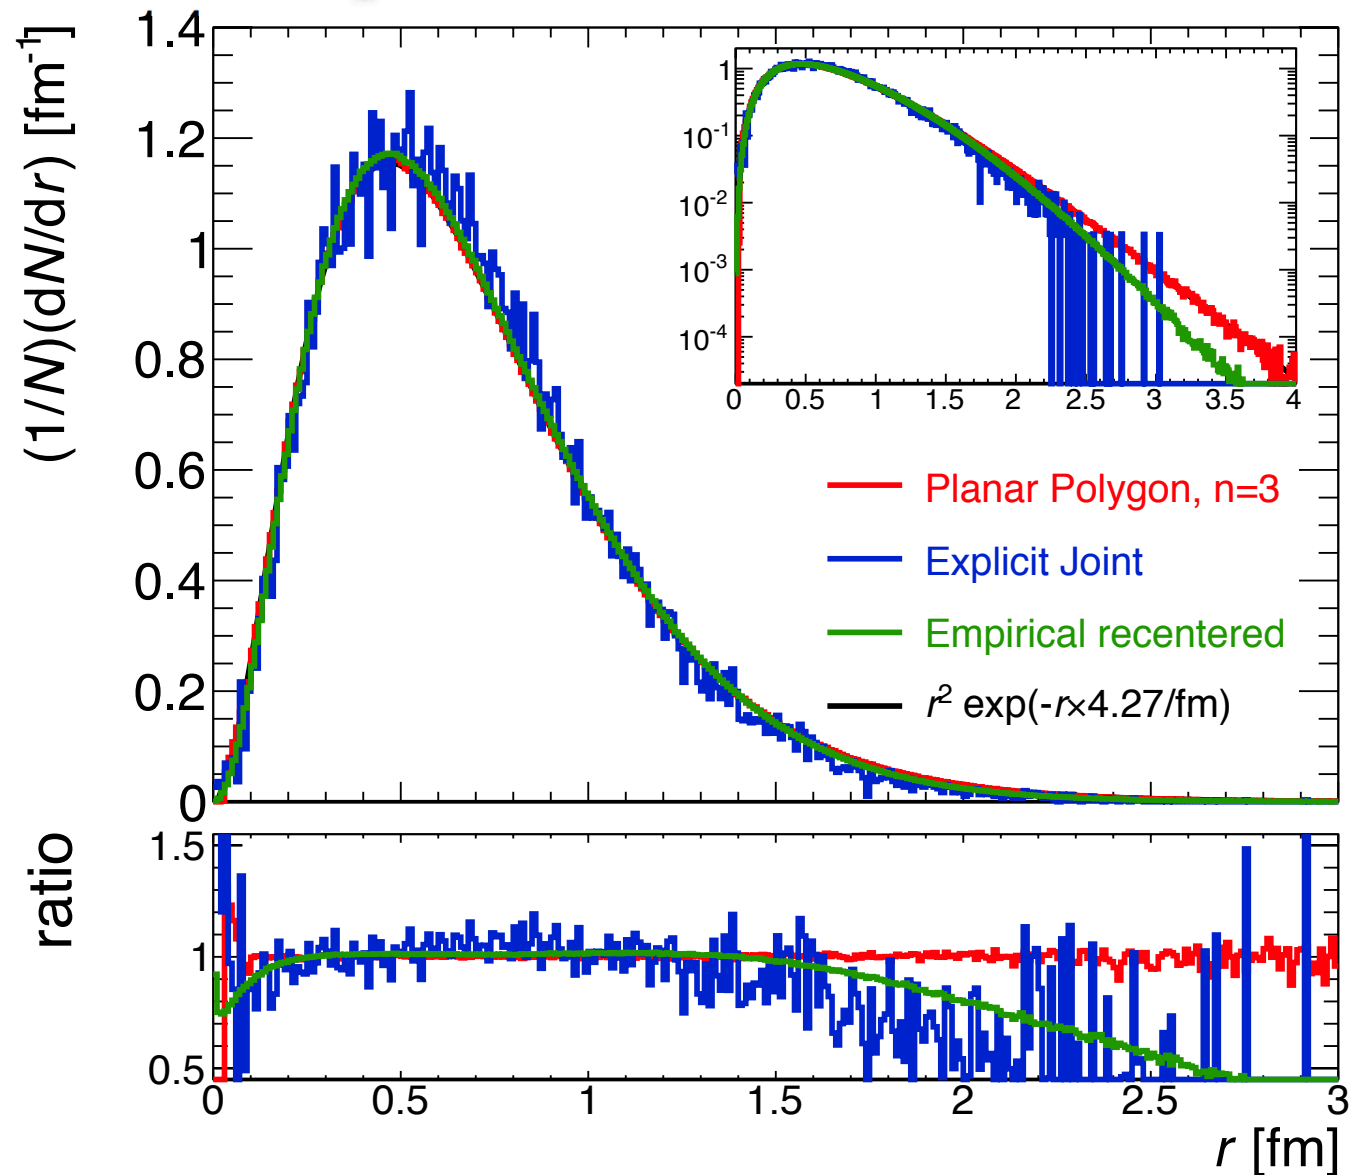 (1/N)(dN/dr) [fm⁻¹]
1.4
1.2
1
0.8
0.6
0.4
0.2
0
1
10⁻¹
10⁻²
10⁻³
10⁻⁴
0 0.5 1 1.5 2 2.5 3 3.5 4
Planar Polygon, n=3
Explicit Joint
Empirical recentered
r² exp(-r×4.27/fm)
ratio
1.5
1
0.5
0 0.5 1 1.5 2 2.5 3
r [fm]